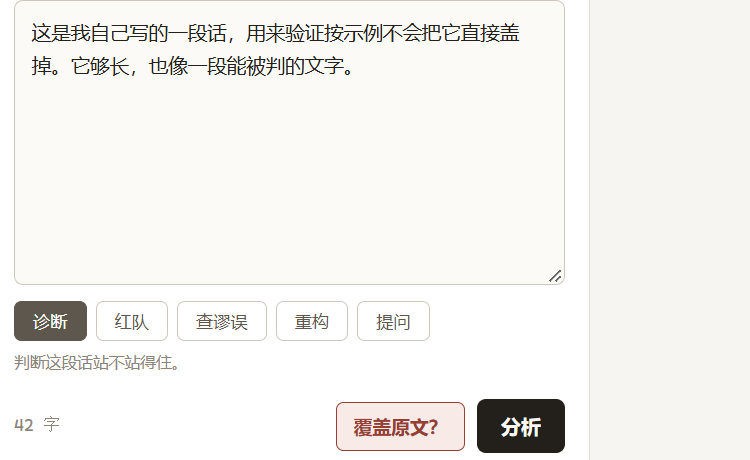 这是我自己写的一段话，用来验证按示例不会把它直接盖
掉。它够长，也像一段能被判的文字。
诊断 红队 查谬误 重构 提问
判断这段话站不站得住。
42 字 覆盖原文？ 分析